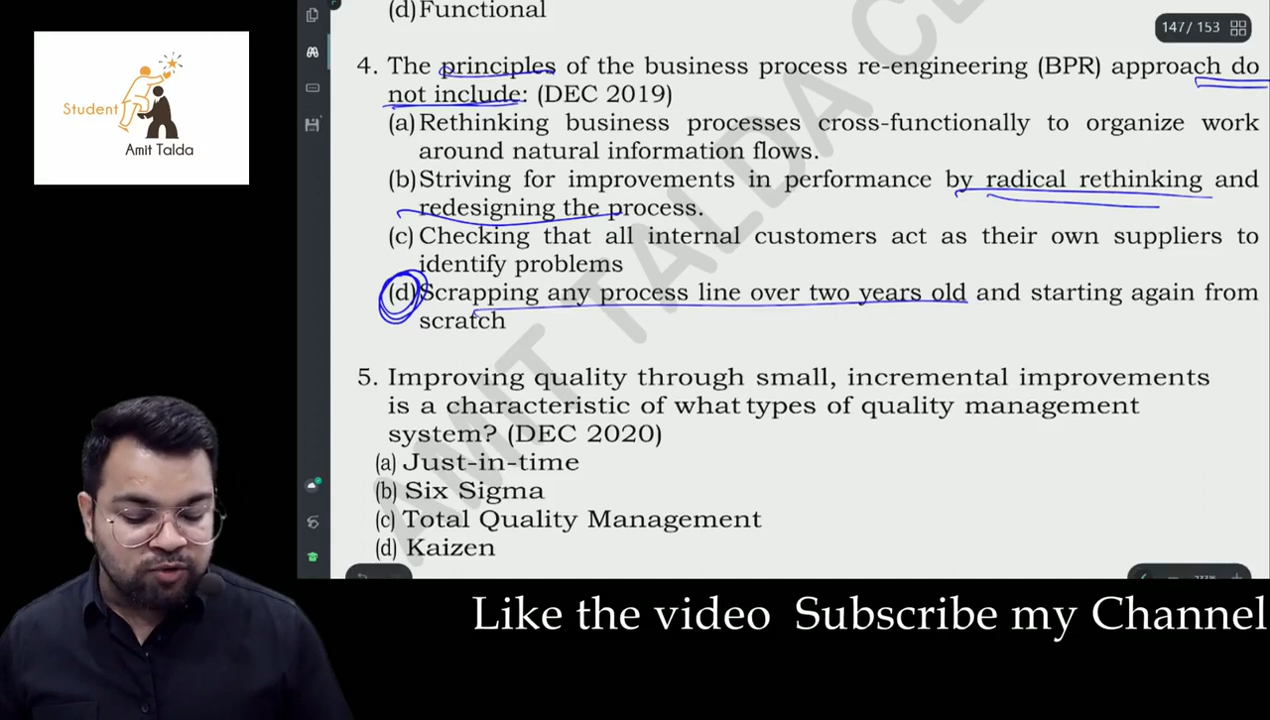 (d) Functional
147/ 153
4. The principles of the business process re-engineering (BPR) approach do
not include: (DEC 2019)
(a) Rethinking business processes cross-functionally to organize work
around natural information flows.
(b) Striving for improvements in performance by radical rethinking and
redesigning the process.
(c) Checking that all internal customers act as their own suppliers to
identify problems
(d) Scrapping any process line over two years old and starting again from
scratch
5. Improving quality through small, incremental improvements
is a characteristic of what types of quality management
system? (DEC 2020)
(a) Just-in-time
(b) Six Sigma
(c) Total Quality Management
(d) Kaizen
Student
Amit Talda
AMIT TALDA
Like the video Subscribe my Channel